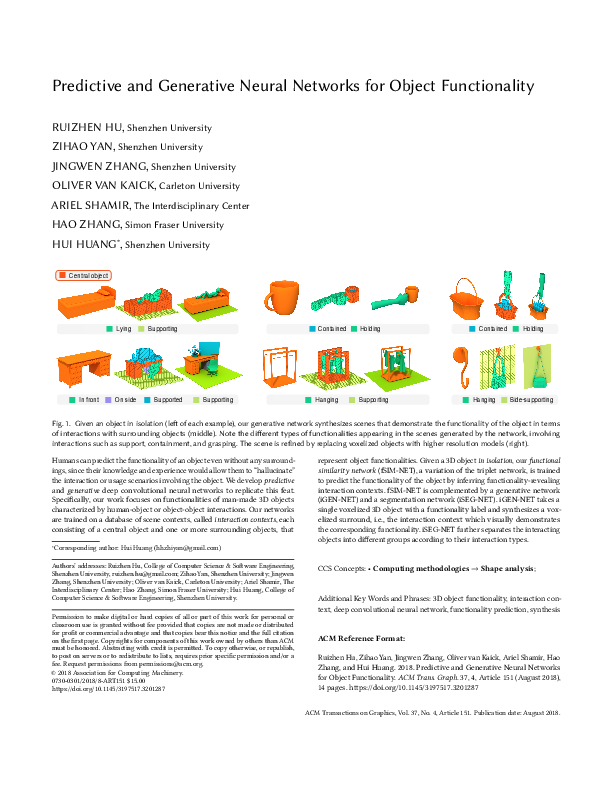 Predictive and Generative Neural Networks for Object Functionality
RUIZHEN HU, Shenzhen University
ZIHAO YAN, Shenzhen University
JINGWEN ZHANG, Shenzhen University
OLIVER VAN KAICK, Carleton University
ARIEL SHAMIR, The Interdisciplinary Center
HAO ZHANG, Simon Fraser University
HUI HUANG*, Shenzhen University
Central object
Lying Supporting
Contained Holding
Contained Holding
In front On side Supported Supporting
Hanging Supporting
Hanging Side-supporting
Fig. 1. Given an object in isolation (left of each example), our generative network synthesizes scenes that demonstrate the functionality of the object in terms
of interactions with surrounding objects (middle). Note the different types of functionalities appearing in the scenes generated by the network, involving
interactions such as support, containment, and grasping. The scene is refined by replacing voxelized objects with higher resolution models (right).
Humans can predict the functionality of an object even without any surround-
ings, since their knowledge and experience would allow them to "hallucinate"
the interaction or usage scenarios involving the object. We develop predictive
and generative deep convolutional neural networks to replicate this feat.
Specifically, our work focuses on functionalities of man-made 3D objects
characterized by human-object or object-object interactions. Our networks
are trained on a database of scene contexts, called interaction contexts, each
consisting of a central object and one or more surrounding objects, that
*Corresponding author: Hui Huang (hhzhiyan@gmail.com)
Authors' addresses: Ruizhen Hu, College of Computer Science & Software Engineering,
Shenzhen University, ruizhen.hu@gmail.com; Zihao Yan, Shenzhen University; Jingwen
Zhang, Shenzhen University; Oliver van Kaick, Carleton University; Ariel Shamir, The
Interdisciplinary Center; Hao Zhang, Simon Fraser University; Hui Huang, College of
Computer Science & Software Engineering, Shenzhen University.
Permission to make digital or hard copies of all or part of this work for personal or
classroom use is granted without fee provided that copies are not made or distributed
for profit or commercial advantage and that copies bear this notice and the full citation
on the first page. Copyrights for components of this work owned by others than ACM
must be honored. Abstracting with credit is permitted. To copy otherwise, or republish,
to post on servers or to redistribute to lists, requires prior specific permission and/or a
fee. Request permissions from permissions@acm.org.
© 2018 Association for Computing Machinery.
0730-0301/2018/8-ART151 $15.00
https://doi.org/10.1145/3197517.3201287
represent object functionalities. Given a 3D object in isolation, our functional
similarity network (fSIM-NET), a variation of the triplet network, is trained
to predict the functionality of the object by inferring functionality-revealing
interaction contexts. fSIM-NET is complemented by a generative network
(iGEN-NET) and a segmentation network (iSEG-NET). iGEN-NET takes a
single voxelized 3D object with a functionality label and synthesizes a vox-
elized surround, i.e., the interaction context which visually demonstrates
the corresponding functionality. iSEG-NET further separates the interacting
objects into different groups according to their interaction types.
CCS Concepts: • Computing methodologies → Shape analysis;
Additional Key Words and Phrases: 3D object functionality, interaction con-
text, deep convolutional neural network, functionality prediction, synthesis
ACM Reference Format:
Ruizhen Hu, Zihao Yan, Jingwen Zhang, Oliver van Kaick, Ariel Shamir, Hao
Zhang, and Hui Huang. 2018. Predictive and Generative Neural Networks
for Object Functionality. ACM Trans. Graph. 37, 4, Article 151 (August 2018),
14 pages. https://doi.org/10.1145/3197517.3201287
ACM Transactions on Graphics, Vol. 37, No. 4, Article 151. Publication date: August 2018.